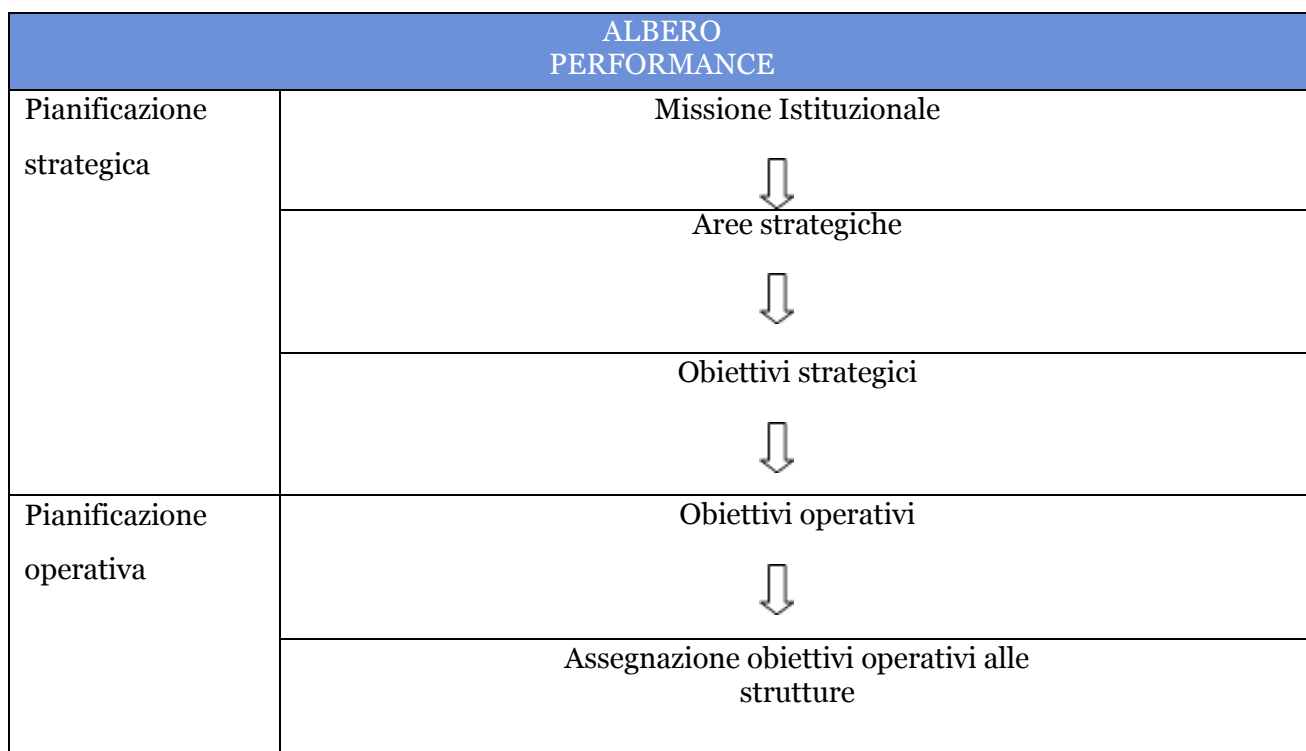 ALBERO
PERFORMANCE
Pianificazione
strategica
Missione Istituzionale
Aree strategiche
Obiettivi strategici
Pianificazione
operativa
Obiettivi operativi
Assegnazione obiettivi operativi alle
strutture